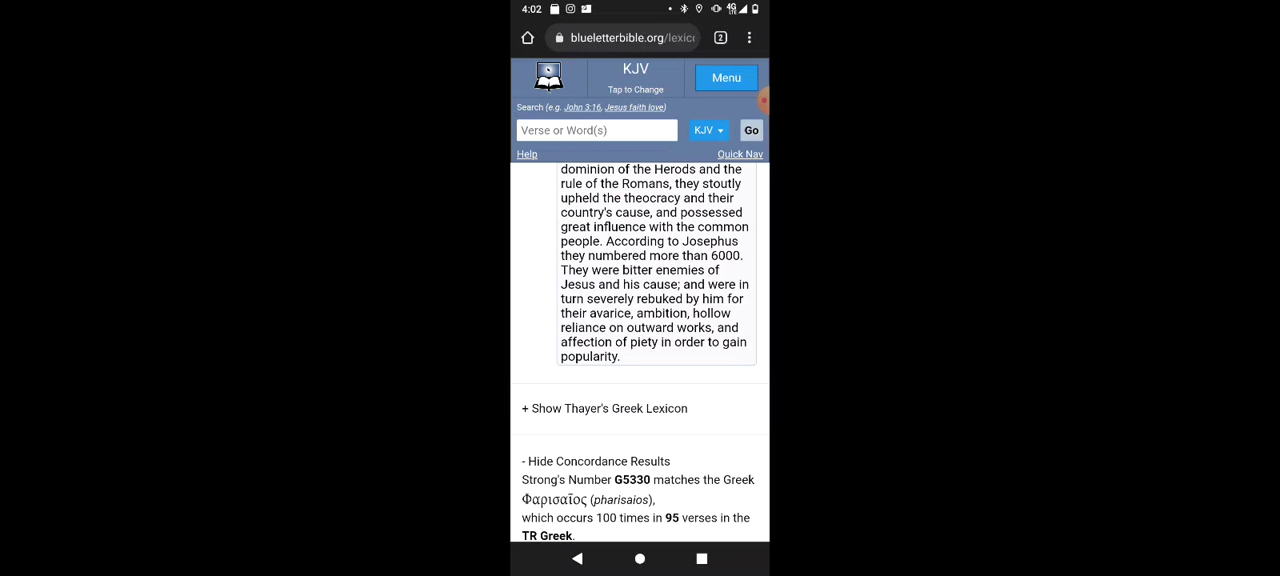 4:02
4G
blueletterbible.org/lexic
2
KJV
Tap to Change
Menu
Search (e.g. John 3:16, Jesus faith love)
Verse or Word(s)
KJV
Go
Help
Quick Nav
dominion of the Herods and the
rule of the Romans, they stoutly
upheld the theocracy and their
country's cause, and possessed
great influence with the common
people. According to Josephus
they numbered more than 6000.
They were bitter enemies of
Jesus and his cause; and were in
turn severely rebuked by him for
their avarice, ambition, hollow
reliance on outward works, and
affection of piety in order to gain
popularity.
+ Show Thayer's Greek Lexicon
- Hide Concordance Results
Strong's Number G5330 matches the Greek
Φαρισαῖος (pharisaios),
which occurs 100 times in 95 verses in the
TR Greek.